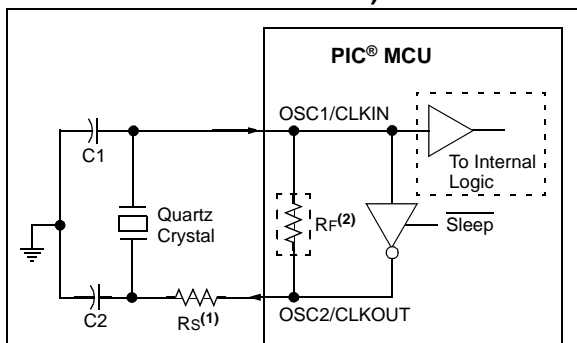 PIC® MCU
OSC1/CLKIN
C1
To Internal
Logic
Quartz
Crystal
RF(2)
Sleep
C2
RS(1)
OSC2/CLKOUT